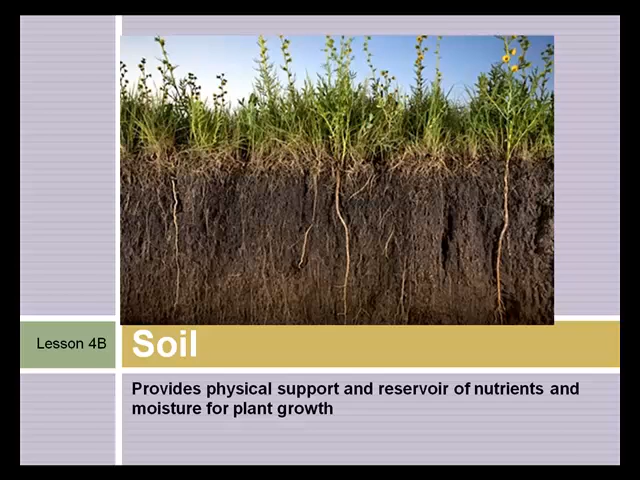 Lesson 4B
Soil
Provides physical support and reservoir of nutrients and
moisture for plant growth